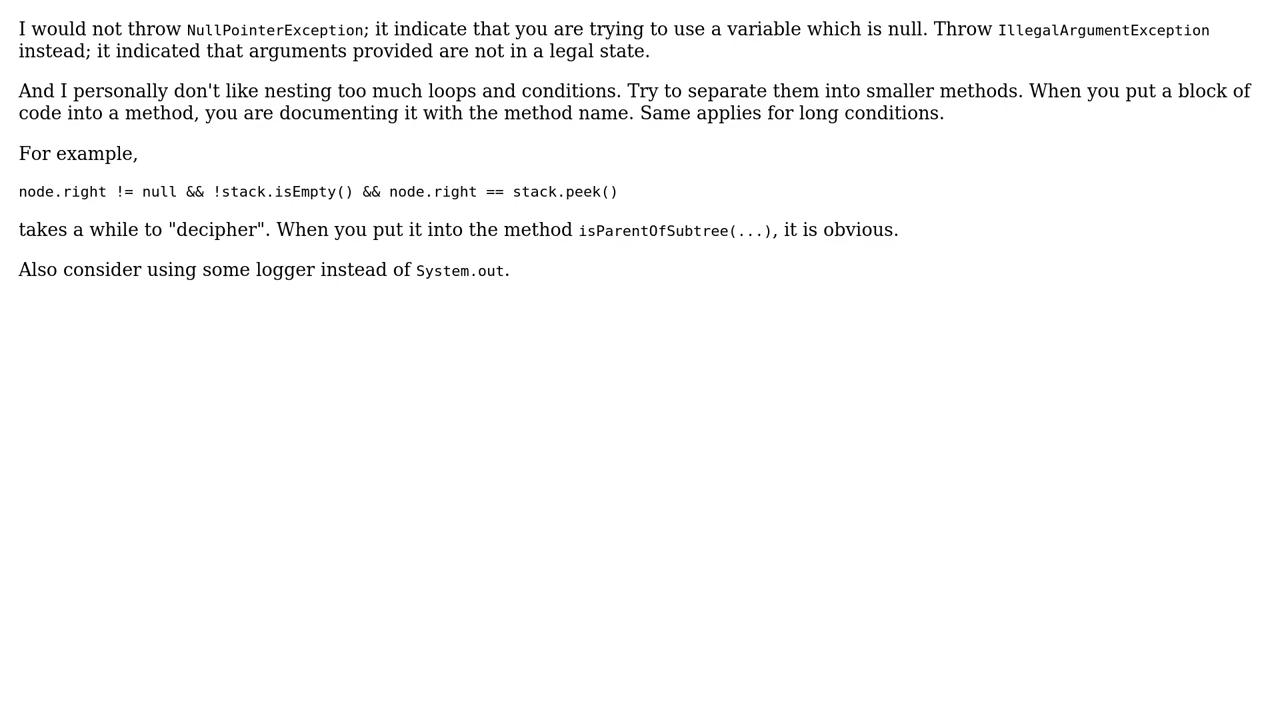 I would not throw NullPointerException; it indicate that you are trying to use a variable which is null. Throw IllegalArgumentException
instead; it indicated that arguments provided are not in a legal state.
And I personally don't like nesting too much loops and conditions. Try to separate them into smaller methods. When you put a block of
code into a method, you are documenting it with the method name. Same applies for long conditions.
For example,
node.right != null && !stack.isEmpty() && node.right == stack.peek()
takes a while to "decipher". When you put it into the method isParentOfSubtree(...), it is obvious.
Also consider using some logger instead of System.out.